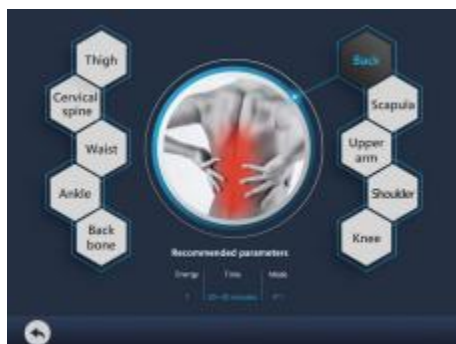 Thigh
Cervical
spine
Waist
Ankle
Back
bone
Back
Scapula
Upper
arm
Shoulder
Knee
Recommended parameters
Energy Time Mode